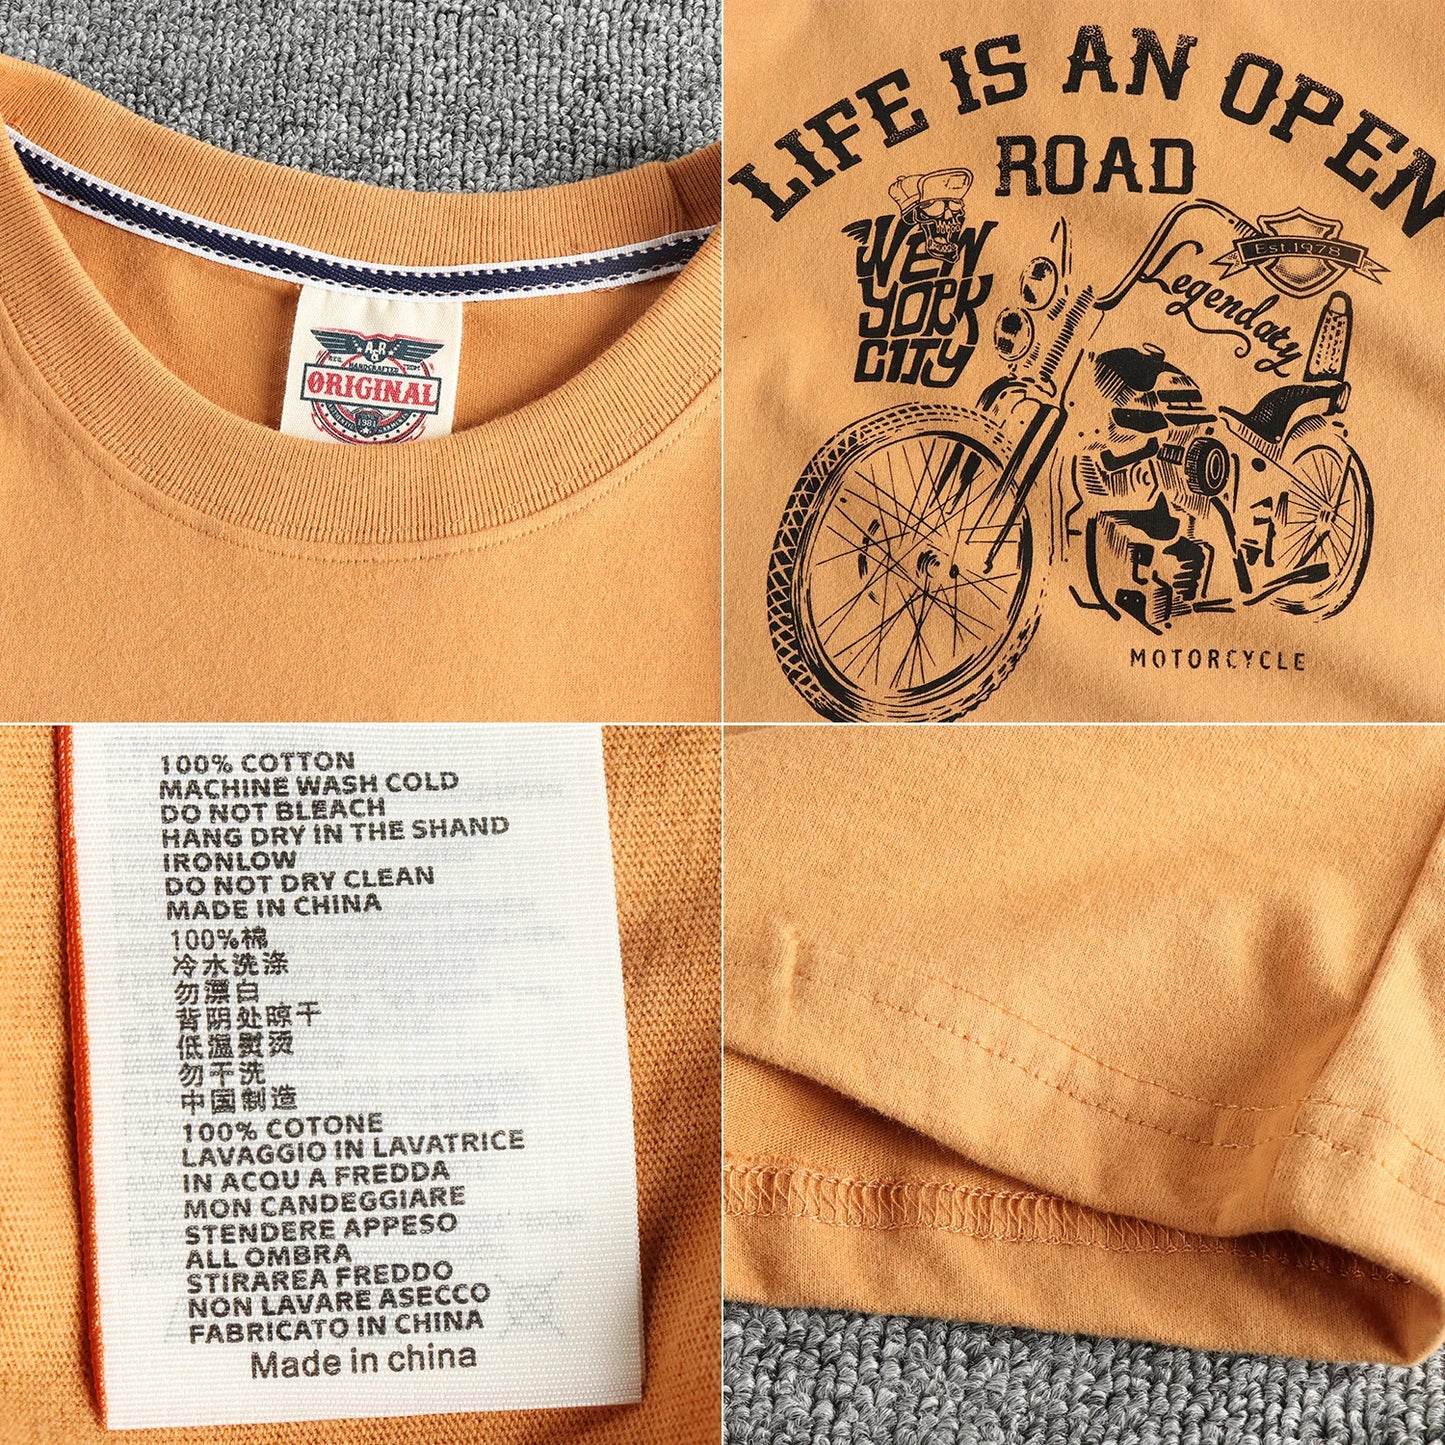 A&R
HANDCRAFTED
ORIGINAL
1981
LIFE IS AN OPEN
ROAD
NEW
YORK
CITY
Est.1978
Legendary
MOTORCYCLE
100% COTTON
MACHINE WASH COLD
DO NOT BLEACH
HANG DRY IN THE SHAND
IRONLOW
DO NOT DRY CLEAN
MADE IN CHINA
100%棉
冷水洗涤
勿漂白
背阴处晾干
低温熨烫
勿干洗
中国制造
100% COTONE
LAVAGGIO IN LAVATRICE
IN ACOU A FREDDA
MON CANDEGGIARE
STENDERE APPESO
ALL OMBRA
STIRAREA FREDDO
NON LAVARE ASECCO
FABRICATO IN CHINA
Made in china